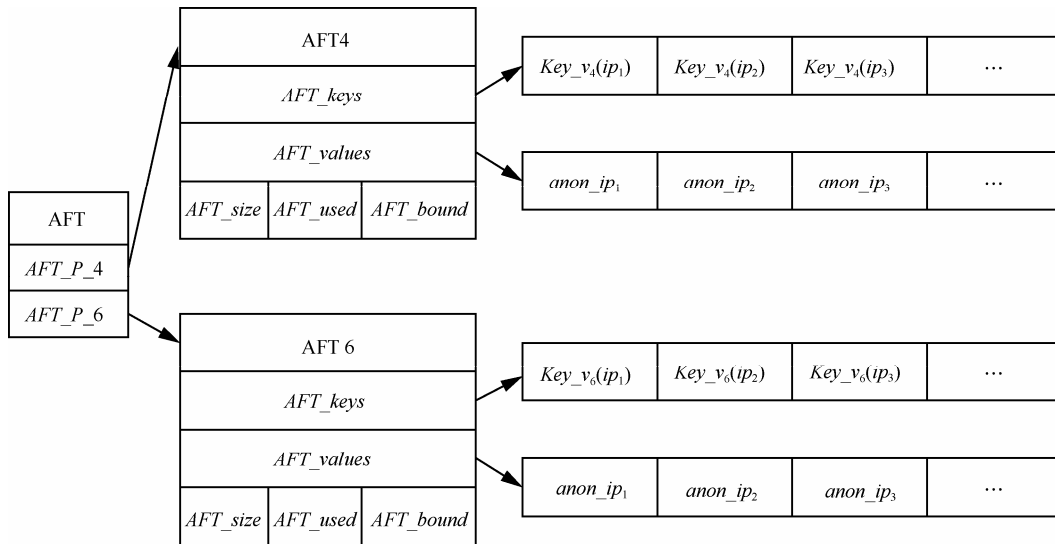 AFT4
AFT_keys
AFT_values
AFT_size AFT_used AFT_bound
Key_v₄(ip₁) Key_v₄(ip₂) Key_v₄(ip₃) ···
anon_ip₁ anon_ip₂ anon_ip₃ ···
AFT
AFT_P_4
AFT_P_6
AFT 6
AFT_keys
AFT_values
AFT_size AFT_used AFT_bound
Key_v₆(ip₁) Key_v₆(ip₂) Key_v₆(ip₃) ···
anon_ip₁ anon_ip₂ anon_ip₃ ···